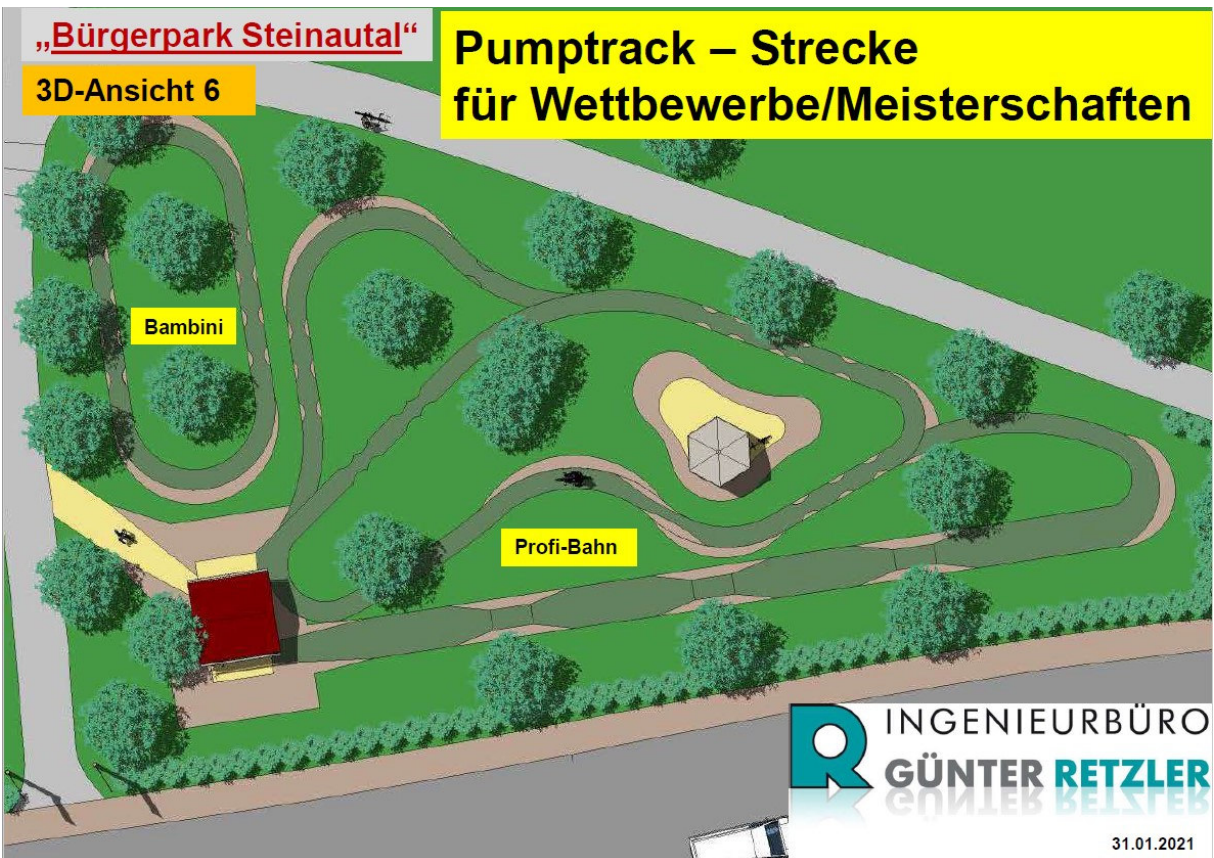 „Bürgerpark Steinautal“
3D-Ansicht 6
Pumptrack – Strecke
für Wettbewerbe/Meisterschaften
Bambini
Profi-Bahn
INGENIEURBÜRO
GÜNTER RETZLER
31.01.2021